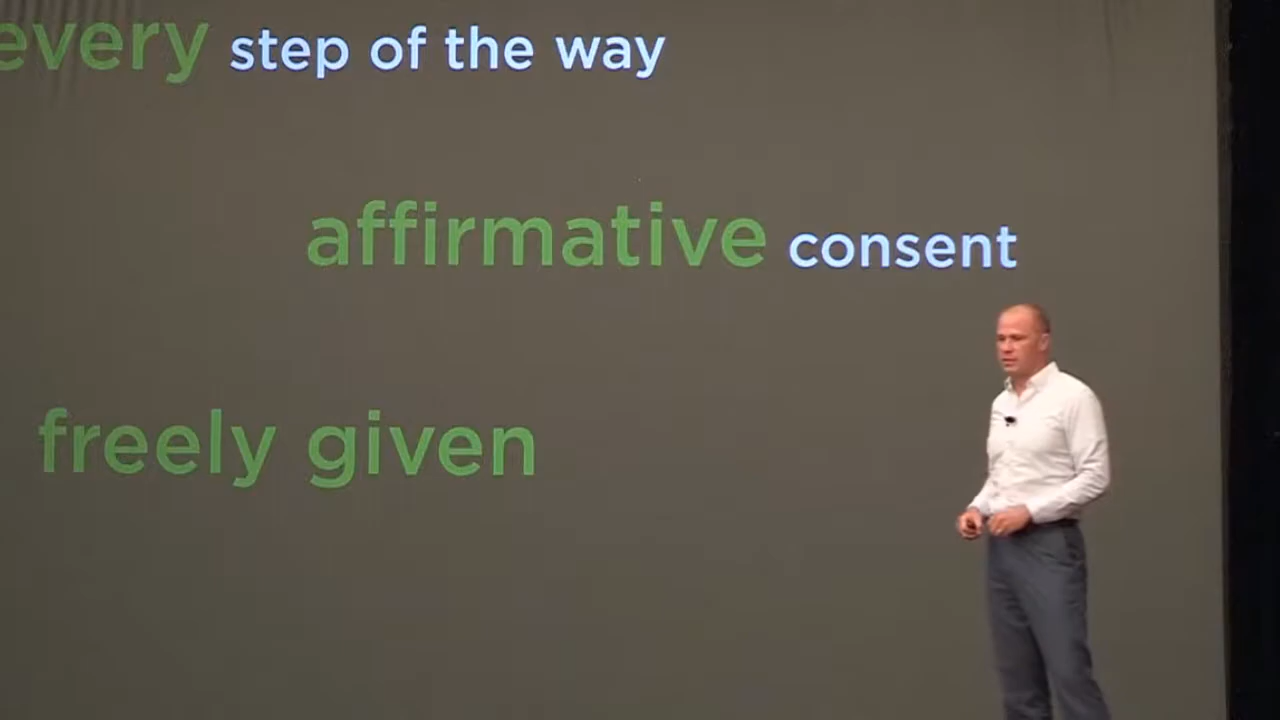 every step of the way
affirmative consent
freely given